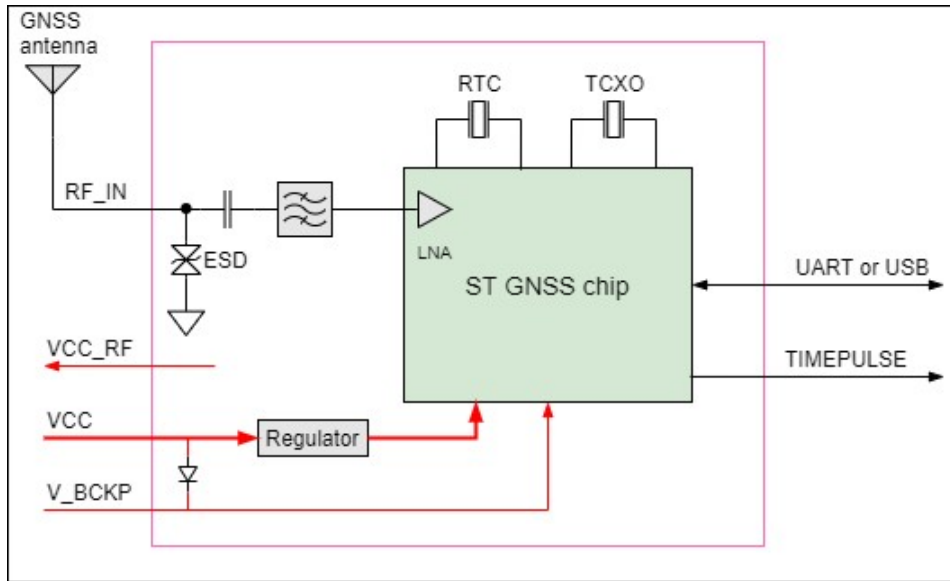 GNSS
antenna
RTC
TCXO
RF_IN
ESD
LNA
ST GNSS chip
UART or USB
VCC_RF
TIMEPULSE
VCC
Regulator
V_BCKP